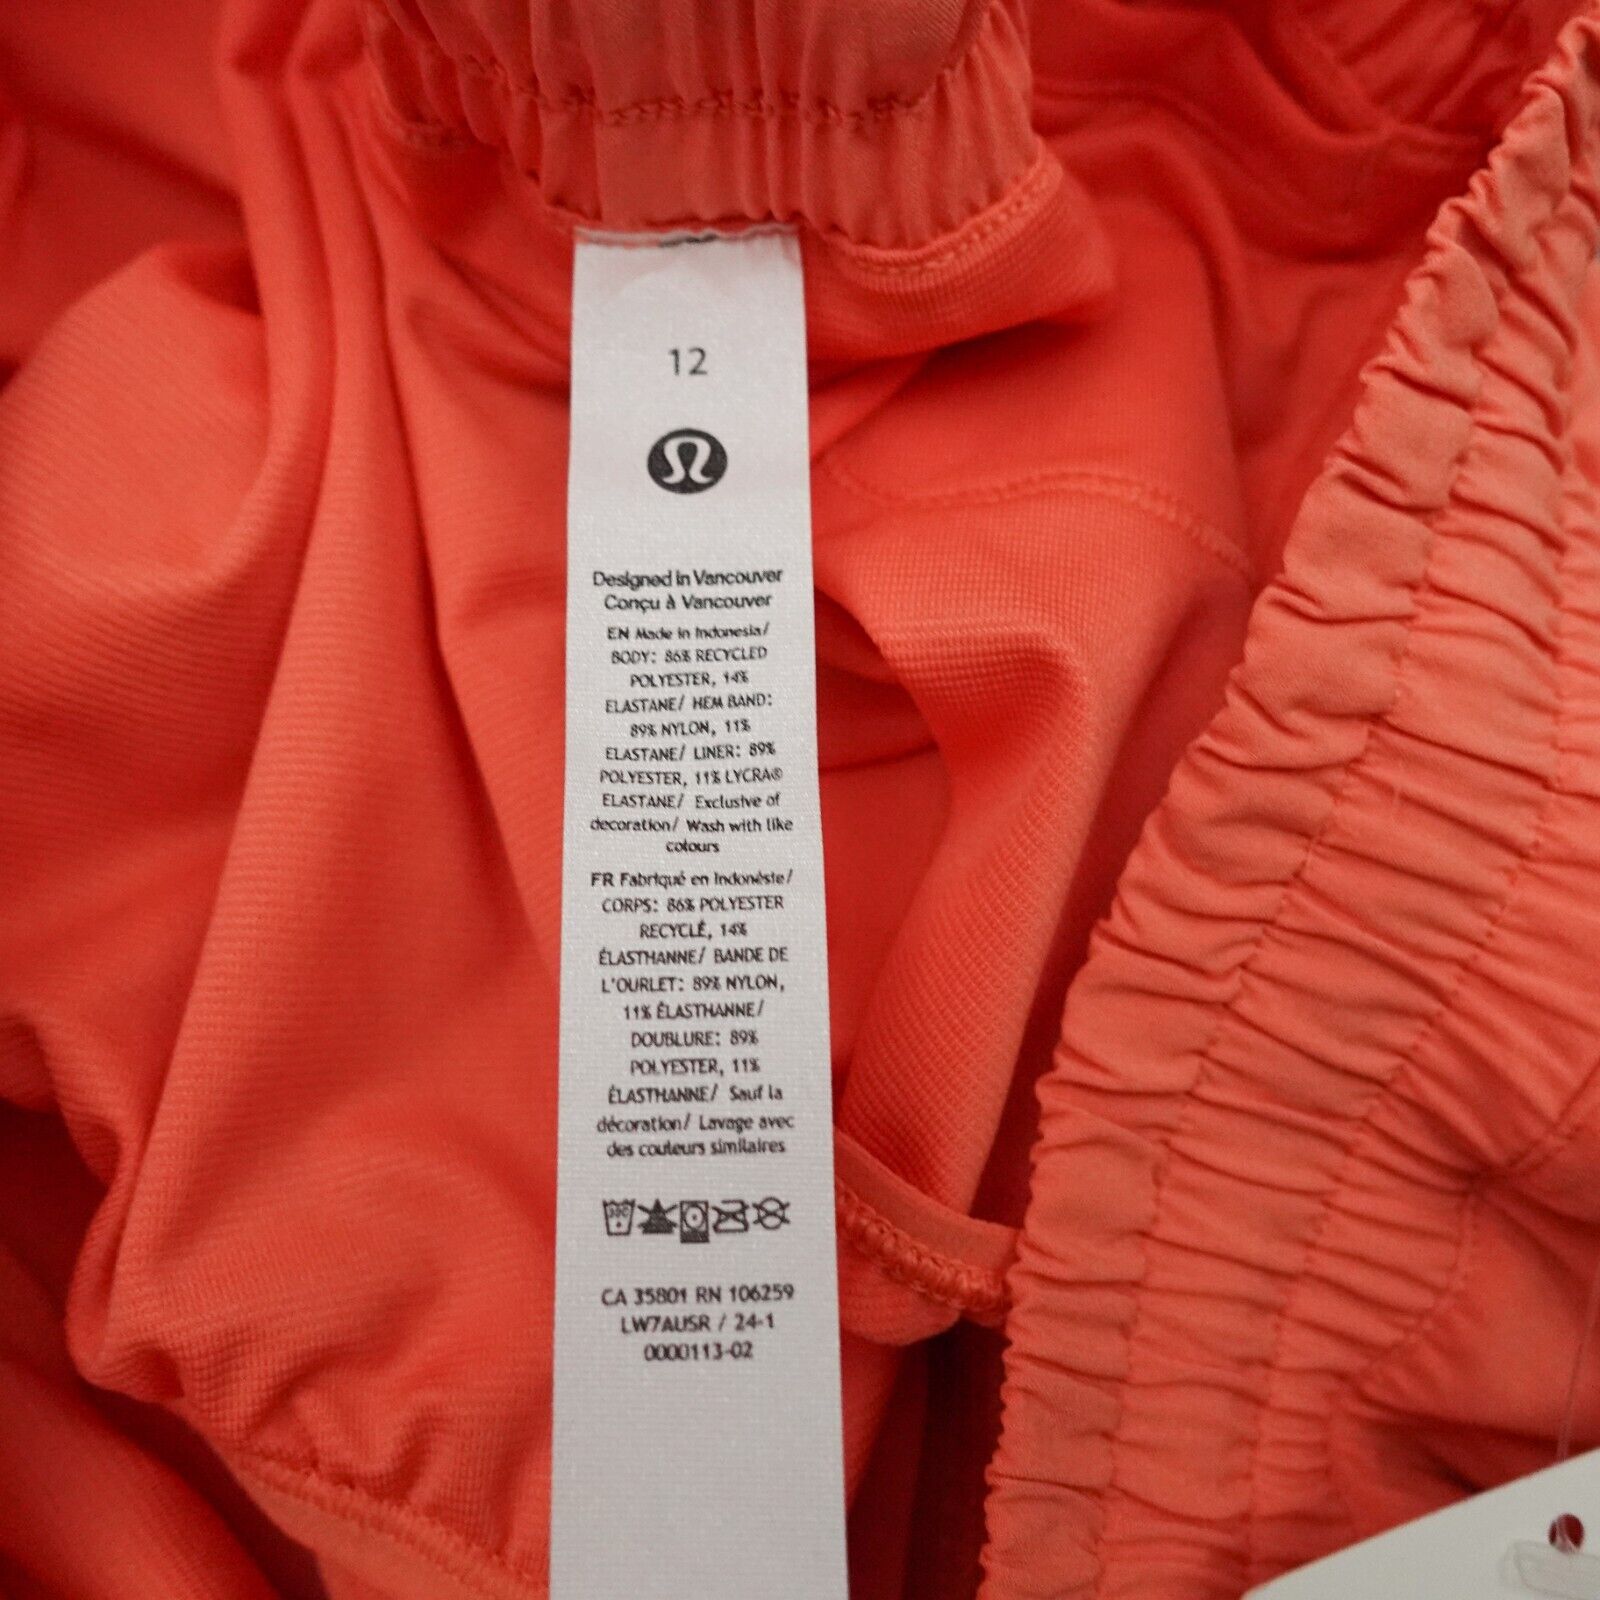 12
Designed in Vancouver
Conçu à Vancouver
EN Made in Indonesia/
BODY: 86% RECYCLED
POLYESTER, 14%
ELASTANE/ HEM BAND:
89% NYLON, 11%
ELASTANE/ LINER: 89%
POLYESTER, 11% LYCRA®
ELASTANE/ Exclusive of
decoration/ Wash with like
colours
FR Fabriqué en Indonésie/
CORPS: 86% POLYESTER
RECYCLÉ, 14%
ÉLASTHANNE/ BANDE DE
L'OURLET: 89% NYLON,
11% ÉLASTHANNE/
DOUBLURE: 89%
POLYESTER, 11%
ÉLASTHANNE/ Sauf la
décoration/ Lavage avec
des couleurs similaires
30C
CA 35801 RN 106259
LW7AUSR / 24-1
0000113-02